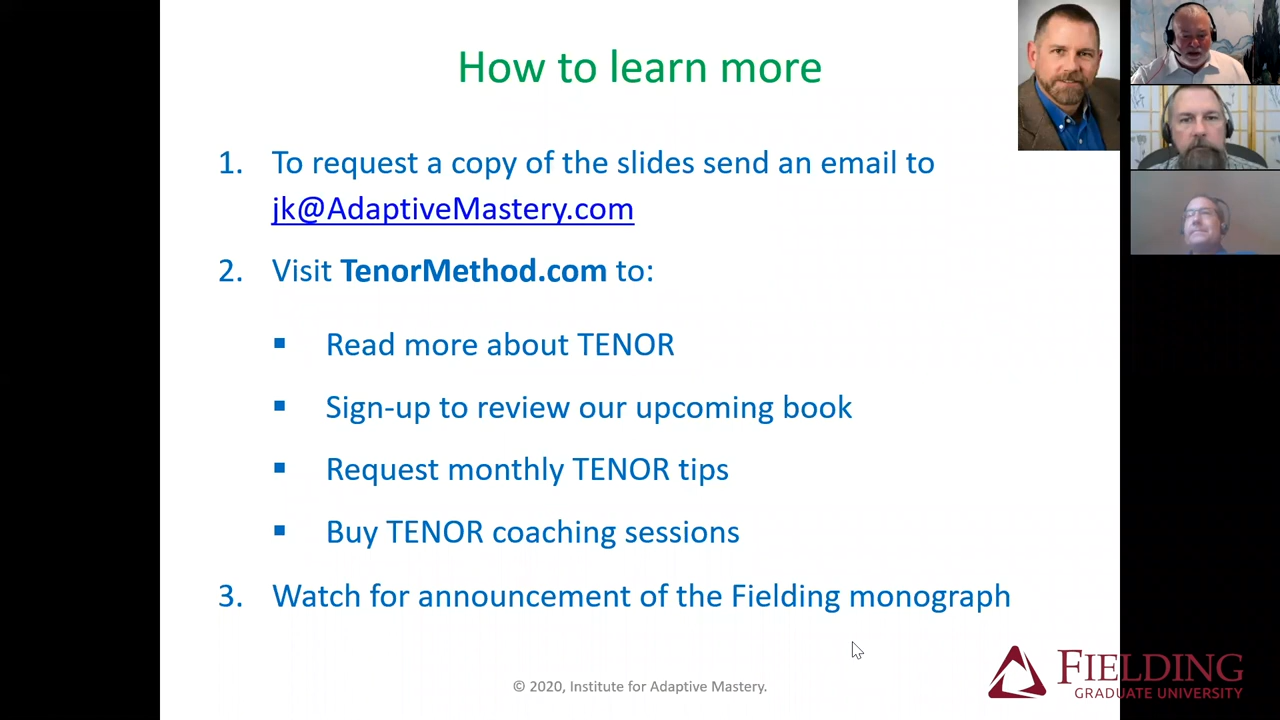 How to learn more
1. To request a copy of the slides send an email to
jk@AdaptiveMastery.com
2. Visit TenorMethod.com to:
▪ Read more about TENOR
▪ Sign-up to review our upcoming book
▪ Request monthly TENOR tips
▪ Buy TENOR coaching sessions
3. Watch for announcement of the Fielding monograph
© 2020, Institute for Adaptive Mastery.
FIELDING
GRADUATE UNIVERSITY